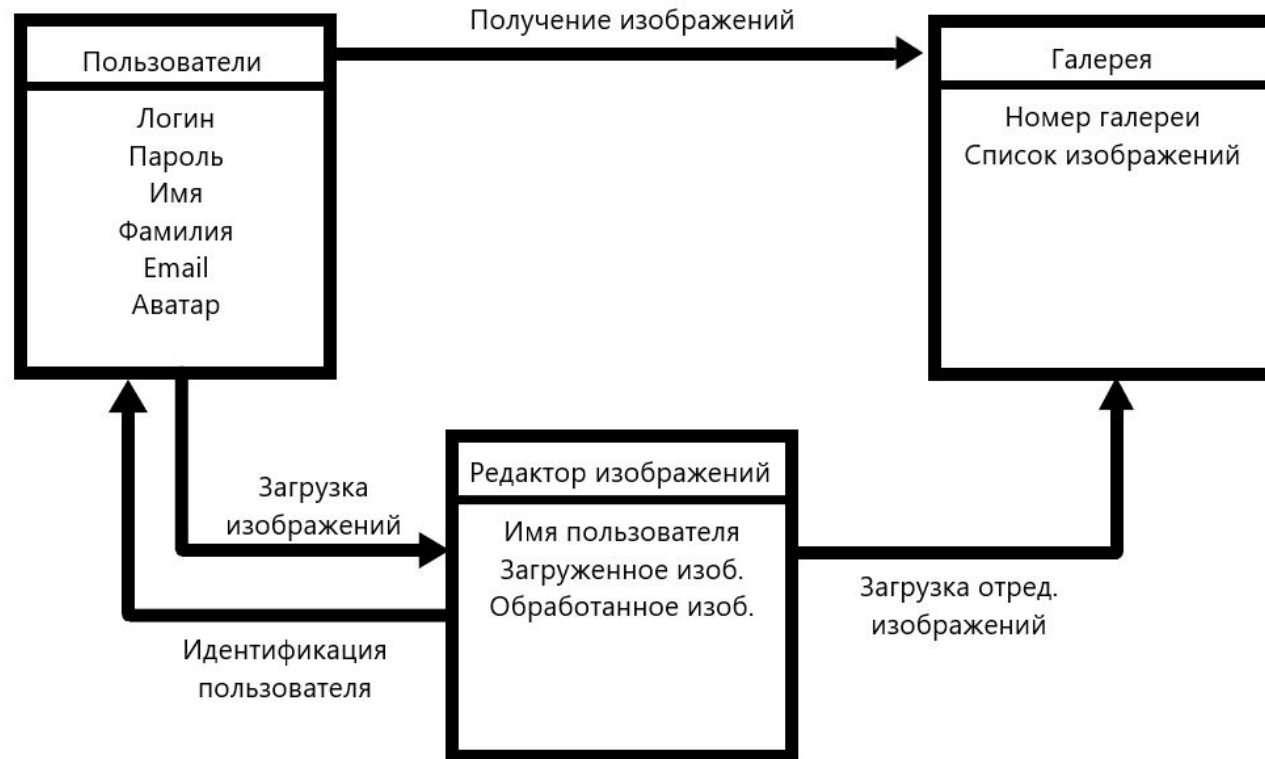 Получение изображений
Пользователи
Логин
Пароль
Имя
Фамилия
Email
Аватар
Галерея
Номер галереи
Список изображений
Загрузка
изображений
Редактор изображений
Имя пользователя
Загруженное изоб.
Обработанное изоб.
Загрузка отред.
изображений
Идентификация
пользователя